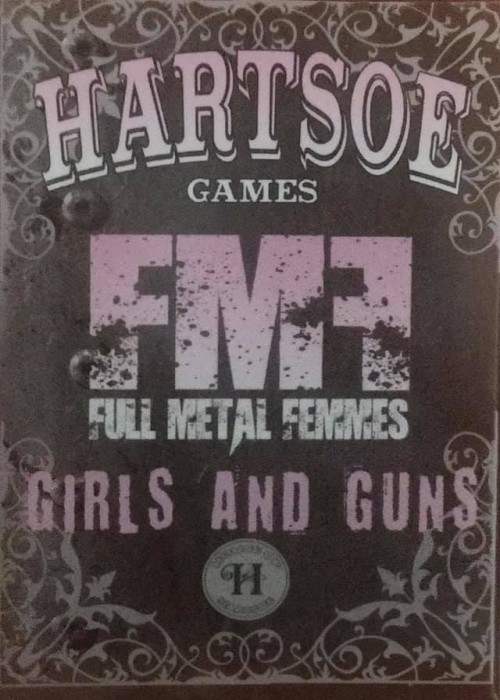 HARTSOE
GAMES
FMF
FULL METAL FEMMES
GIRLS AND GUNS
H